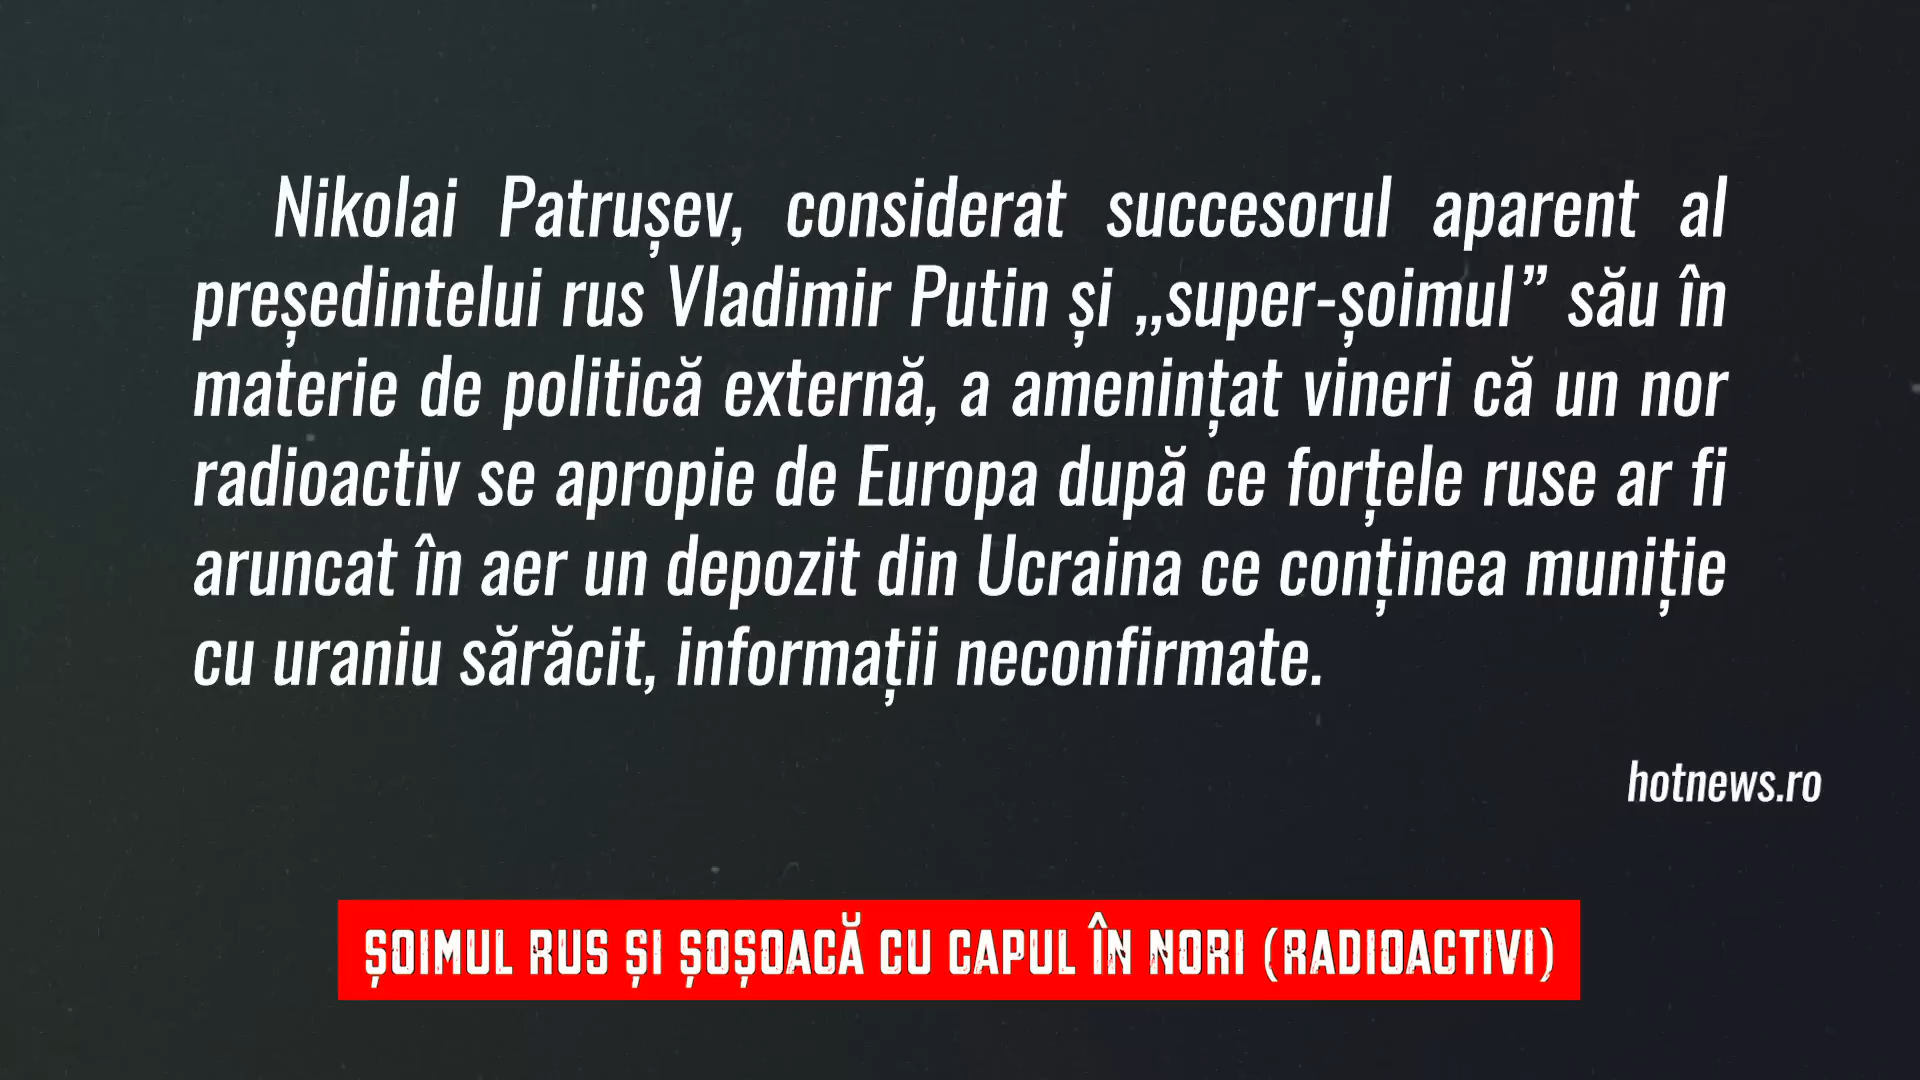 Nikolai Patrușev, considerat succesorul aparent al
președintelui rus Vladimir Putin și „super-șoimul” său în
materie de politică externă, a amenințat vineri că un nor
radioactiv se apropie de Europa după ce forțele ruse ar fi
aruncat în aer un depozit din Ucraina ce conținea muniție
cu uraniu sărăcit, informații neconfirmate.
hotnews.ro
ȘOIMUL RUS ȘI ȘOȘOACĂ CU CAPUL ÎN NORI (RADIOACTIVI)